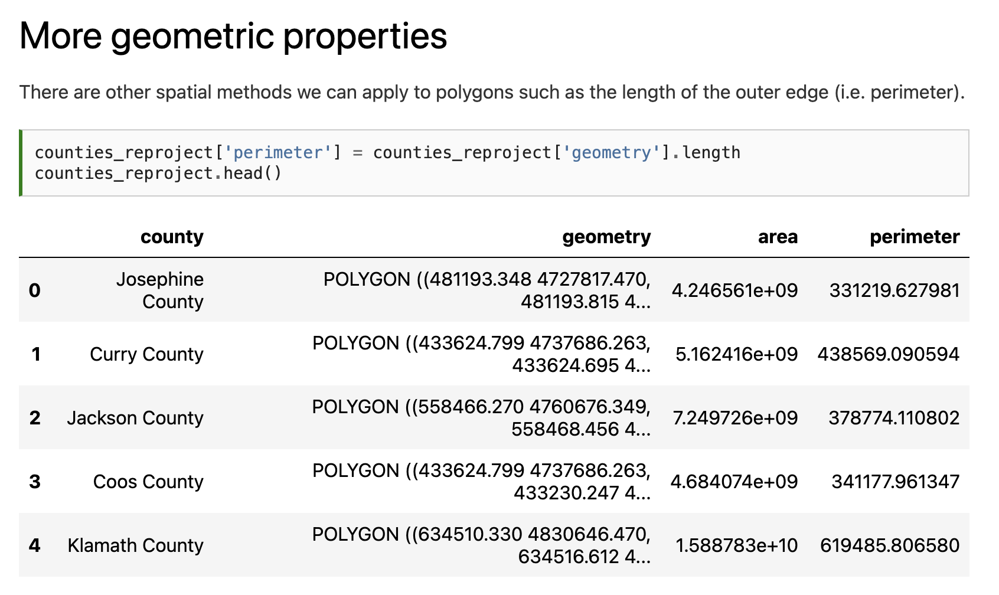 More geometric properties
There are other spatial methods we can apply to polygons such as the length of the outer edge (i.e. perimeter).
counties_reproject['perimeter'] = counties_reproject['geometry'].length
counties_reproject.head()
county geometry area perimeter
0 Josephine County POLYGON ((481193.348 4727817.470, 481193.815 4... 4.246561e+09 331219.627981
1 Curry County POLYGON ((433624.799 4737686.263, 433624.695 4... 5.162416e+09 438569.090594
2 Jackson County POLYGON ((558466.270 4760676.349, 558468.456 4... 7.249726e+09 378774.110802
3 Coos County POLYGON ((433624.799 4737686.263, 433230.247 4... 4.684074e+09 341177.961347
4 Klamath County POLYGON ((634510.330 4830646.470, 634516.612 4... 1.588783e+10 619485.806580